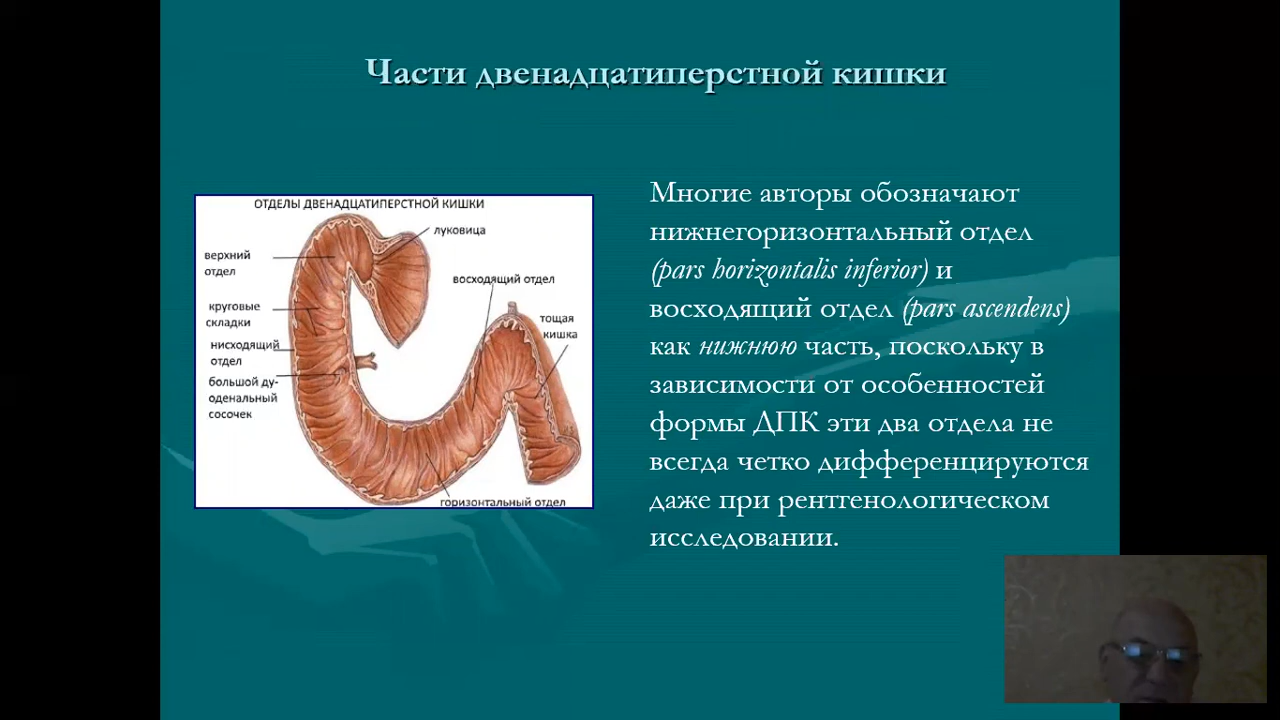 Части двенадцатиперстной кишки
ОТДЕЛЫ ДВЕНАДЦАТИПЕРСТНОЙ КИШКИ
луковица
верхний
отдел
восходящий отдел
круговые
складки
тощая
кишка
нисходящий
отдел
большой ду-
оденальный
сосочек
горизонтальный отдел
Многие авторы обозначают
нижнегоризонтальный отдел
(pars horizontalis inferior) и
восходящий отдел (pars ascendens)
как нижнюю часть, поскольку в
зависимости от особенностей
формы ДПК эти два отдела не
всегда четко дифференцируются
даже при рентгенологическом
исследовании.